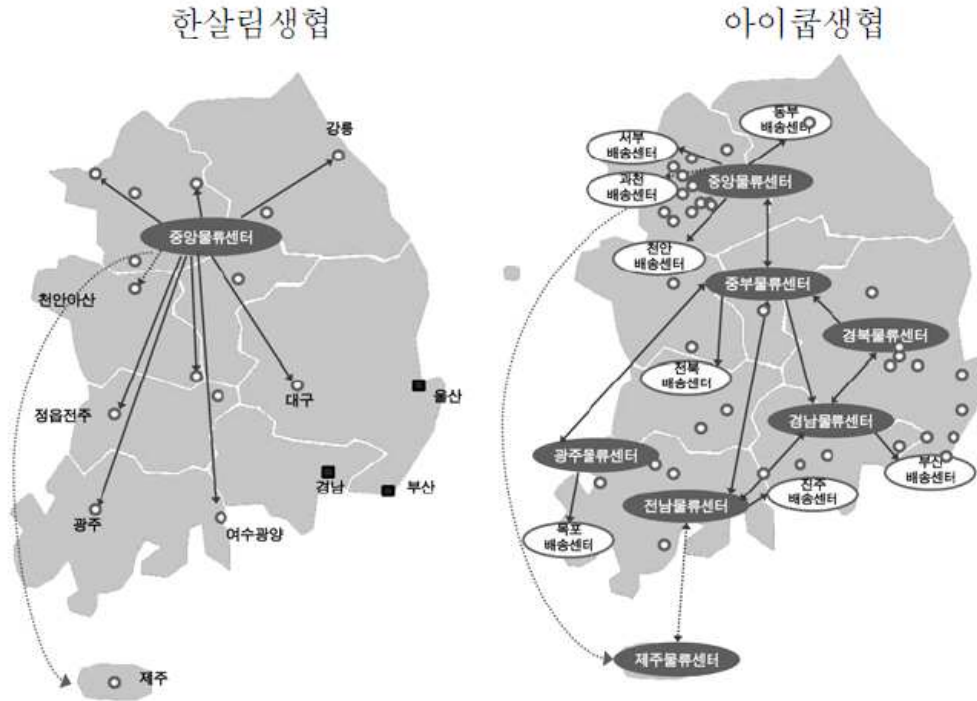 한살림생협
강릉
중앙물류센터
천안아산
정읍전주
대구
울산
경남
부산
광주
여수광양
제주
아이쿱생협
동부
배송센터
서부
배송센터
과천
배송센터
중앙물류센터
천안
배송센터
중부물류센터
경북물류센터
전북
배송센터
경남물류센터
광주물류센터
부산
배송센터
진주
배송센터
전남물류센터
목포
배송센터
제주물류센터